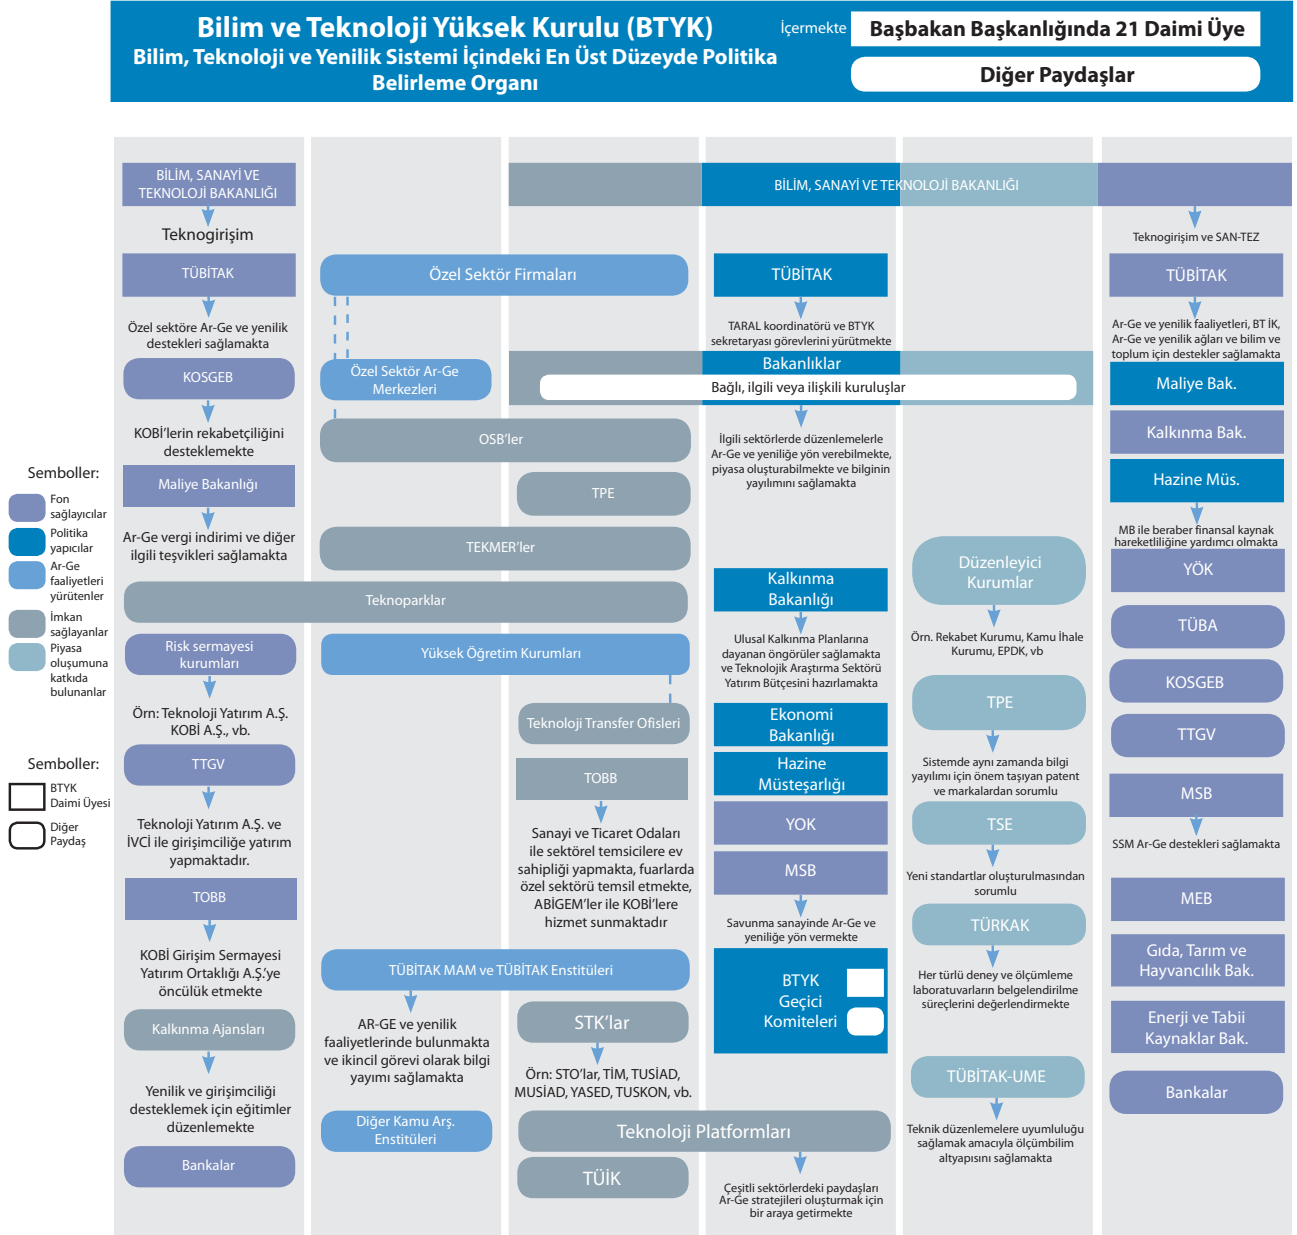 Bilim ve Teknoloji Yüksek Kurulu (BTYK)
Bilim, Teknoloji ve Yenilik Sistemi İçindeki En Üst Düzeyde Politika
Belirleme Organı
İçermekte
Başbakan Başkanlığında 21 Daimi Üye
Diğer Paydaşlar
Semboller:
Fon
sağlayıcılar
Politika
yapıcılar
Ar-Ge
faaliyetleri
yürütenler
İmkan
sağlayanlar
Piyasa
oluşumuna
katkıda
bulunanlar
Semboller:
BTYK
Daimi Üyesi
Diğer
Paydaş
BİLİM, SANAYİ VE
TEKNOLOJİ BAKANLIĞI
Teknogirişim
TÜBİTAK
Özel sektöre Ar-Ge ve yenilik
destekleri sağlamakta
KOSGEB
KOBİ’lerin rekabetçiliğini
desteklemekte
Maliye Bakanlığı
Ar-Ge vergi indirimi ve diğer
ilgili teşvikleri sağlamakta
Teknoparklar
Risk sermayesi
kurumları
Örn: Teknoloji Yatırım A.Ş.
KOBİ A.Ş., vb.
TTGV
Teknoloji Yatırım A.Ş. ve
İVCİ ile girişimciliğe yatırım
yapmaktadır.
TOBB
KOBİ Girişim Sermayesi
Yatırım Ortaklığı A.Ş.’ye
öncülük etmekte
Kalkınma Ajansları
Yenilik ve girişimciliği
desteklemek için eğitimler
düzenlemekte
Bankalar
Özel Sektör Firmaları
Özel Sektör Ar-Ge
Merkezleri
OSB’ler
TPE
TEKMER’ler
Yüksek Öğretim Kurumları
Teknoloji Transfer Ofisleri
TOBB
Sanayi ve Ticaret Odaları
ile sektörel temsicilere ev
sahipliği yapmakta, fuarlarda
özel sektörü temsil etmekte,
ABİGEM’ler ile KOBİ’lere
hizmet sunmaktadır
TÜBİTAK MAM ve TÜBİTAK Enstitüleri
AR-GE ve yenilik
faaliyetlerinde bulunmakta
ve ikincil görevi olarak bilgi
yayımı sağlamakta
Diğer Kamu Arş.
Enstitüleri
STK’lar
Örn: STO’lar, TİM, TUSİAD,
MUSİAD, YASED, TUSKON, vb.
Teknoloji Platformları
TÜİK
BİLİM, SANAYİ VE TEKNOLOJİ BAKANLIĞI
TÜBİTAK
TARAL koordinatörü ve BTYK
sekretaryası görevlerini yürütmekte
Bakanlıklar
Bağlı, ilgili veya ilişkili kuruluşlar
İlgili sektörlerde düzenlemelerle
Ar-Ge ve yeniliğe yön verebilmekte,
piyasa oluşturabilmekte ve bilginin
yayılımını sağlamakta
Kalkınma
Bakanlığı
Ulusal Kalkınma Planlarına
dayanan öngörüler sağlamakta
ve Teknolojik Araştırma Sektörü
Yatırım Bütçesini hazırlamakta
Ekonomi
Bakanlığı
Hazine
Müsteşarlığı
YOK
MSB
Savunma sanayinde Ar-Ge ve
yeniliğe yön vermekte
BTYK
Geçici
Komiteleri
Çeşitli sektörlerdeki paydaşları
Ar-Ge stratejileri oluşturmak için
bir araya getirmekte
Düzenleyici
Kurumlar
Örn. Rekabet Kurumu, Kamu İhale
Kurumu, EPDK, vb
TPE
Sistemde aynı zamanda bilgi
yayılımı için önem taşıyan patent
ve markalardan sorumlu
TSE
Yeni standartlar oluşturulmasından
sorumlu
TÜRKAK
Her türlü deney ve ölçümleme
laboratuvarların belgelendirilme
süreçlerini değerlendirmekte
TÜBİTAK-UME
Teknik düzenlemelere uyumluluğu
sağlamak amacıyla ölçümbilim
altyapısını sağlamakta
Teknogirişim ve SAN-TEZ
TÜBİTAK
Ar-Ge ve yenilik faaliyetleri, BT İK,
Ar-Ge ve yenilik ağları ve bilim ve
toplum için destekler sağlamakta
Maliye Bak.
Kalkınma Bak.
Hazine Müs.
MB ile beraber finansal kaynak
hareketliliğine yardımcı olmakta
YÖK
TÜBA
KOSGEB
TTGV
MSB
SSM Ar-Ge destekleri sağlamakta
MEB
Gıda, Tarım ve
Hayvancılık Bak.
Enerji ve Tabii
Kaynaklar Bak.
Bankalar